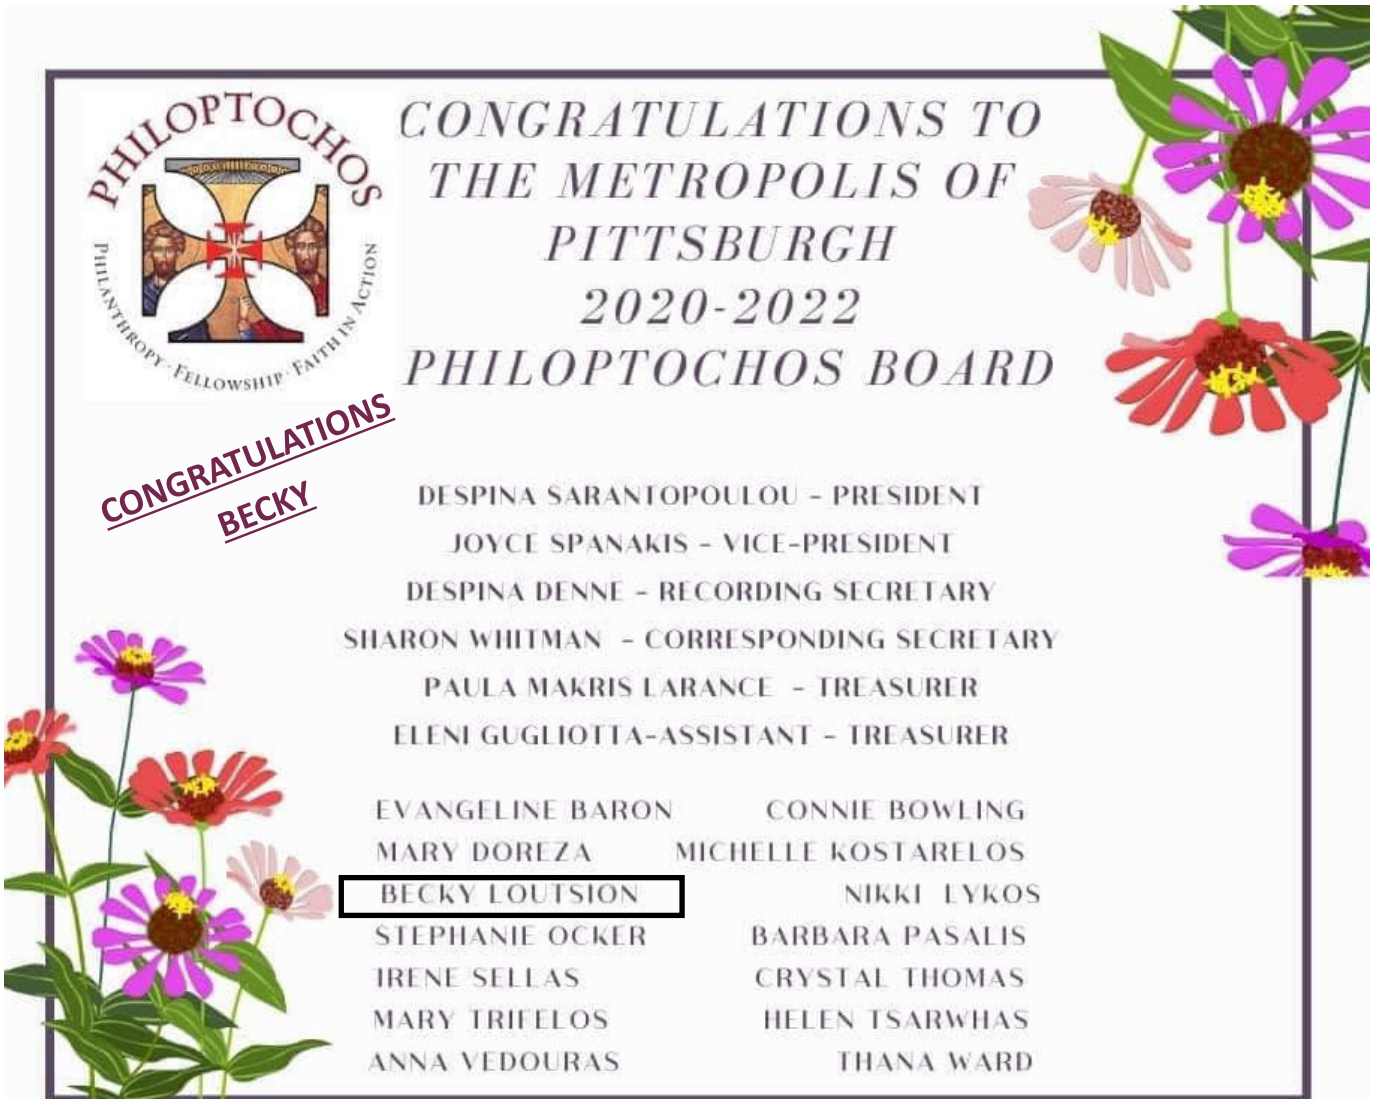 PHILOPTOCHOS
PHILANTHROPY · FELLOWSHIP · FAITH IN ACTION
CONGRATULATIONS TO
THE METROPOLIS OF
PITTSBURGH
2020-2022
PHILOPTOCHOS BOARD
CONGRATULATIONS
BECKY
DESPINA SARANTOPOULOU - PRESIDENT
JOYCE SPANAKIS - VICE-PRESIDENT
DESPINA DENNE - RECORDING SECRETARY
SHARON WHITMAN - CORRESPONDING SECRETARY
PAULA MAKRIS LARANCE - TREASURER
ELENI GUGLIOTTA-ASSISTANT - TREASURER
EVANGELINE BARON CONNIE BOWLING
MARY DOREZA MICHELLE KOSTARELOS
BECKY LOUTSION NIKKI LYKOS
STEPHANIE OCKER BARBARA PASALIS
IRENE SELLAS CRYSTAL THOMAS
MARY TRIFELOS HELEN TSARWHAS
ANNA VEDOURAS THANA WARD